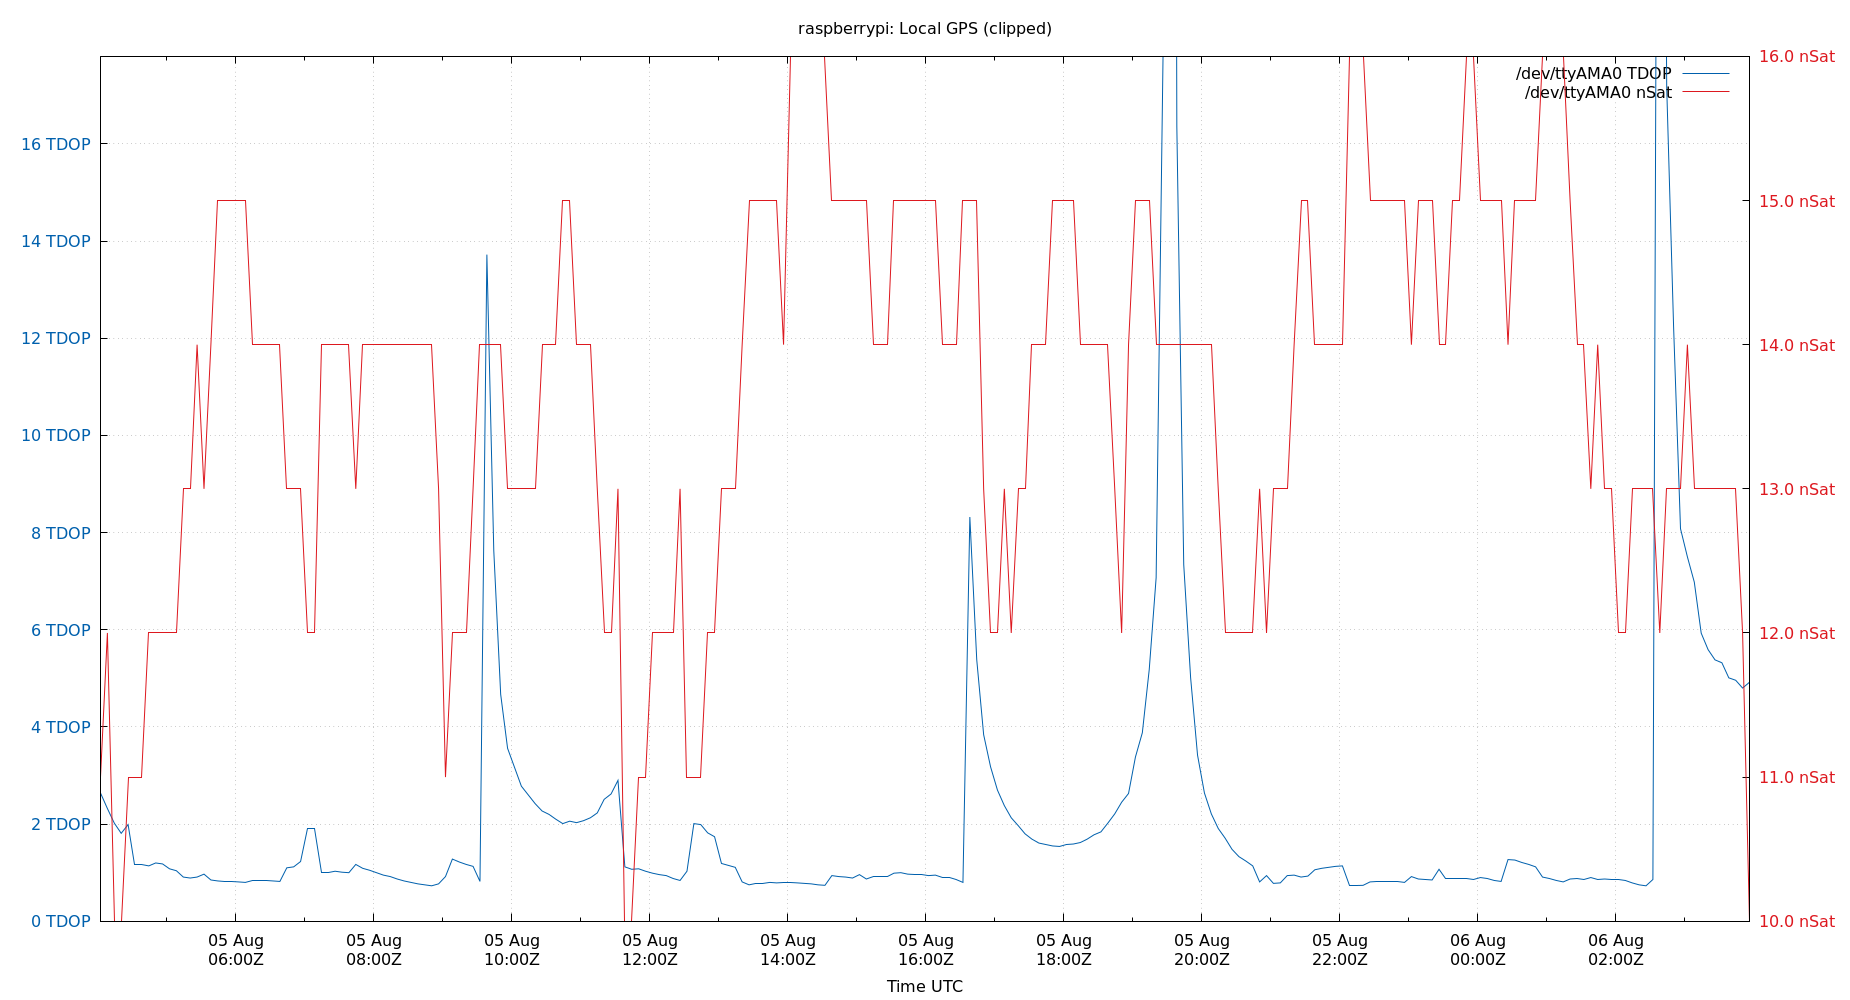 raspberrypi: Local GPS (clipped)
/dev/ttyAMA0 TDOP
/dev/ttyAMA0 nSat
16 TDOP
14 TDOP
12 TDOP
10 TDOP
8 TDOP
6 TDOP
4 TDOP
2 TDOP
0 TDOP
16.0 nSat
15.0 nSat
14.0 nSat
13.0 nSat
12.0 nSat
11.0 nSat
10.0 nSat
05 Aug 05 Aug 05 Aug 05 Aug 05 Aug 05 Aug 05 Aug 05 Aug 05 Aug 06 Aug 06 Aug
06:00Z 08:00Z 10:00Z 12:00Z 14:00Z 16:00Z 18:00Z 20:00Z 22:00Z 00:00Z 02:00Z
Time UTC